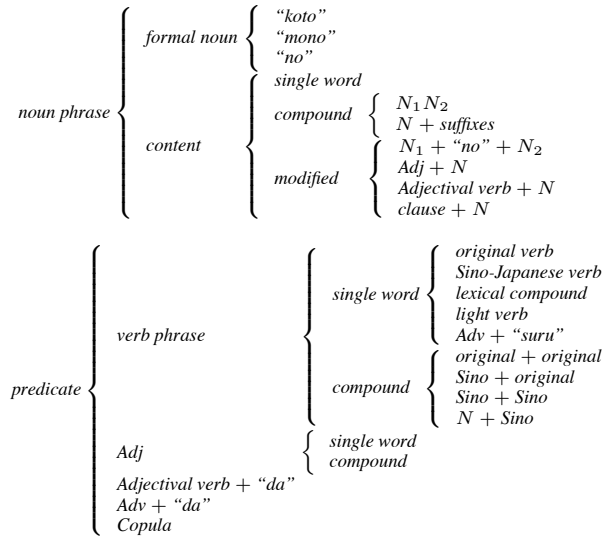 “koto”
formal noun “mono”
“no”
single word
compound N₁N₂
N + suffixes
noun phrase content
modified N₁ + “no” + N₂
Adj + N
Adjectival verb + N
clause + N
original verb
Sino-Japanese verb
single word lexical compound
light verb
verb phrase Adv + “suru”
original + original
Sino + original
predicate compound Sino + Sino
N + Sino
Adj single word
compound
Adjectival verb + “da”
Adv + “da”
Copula